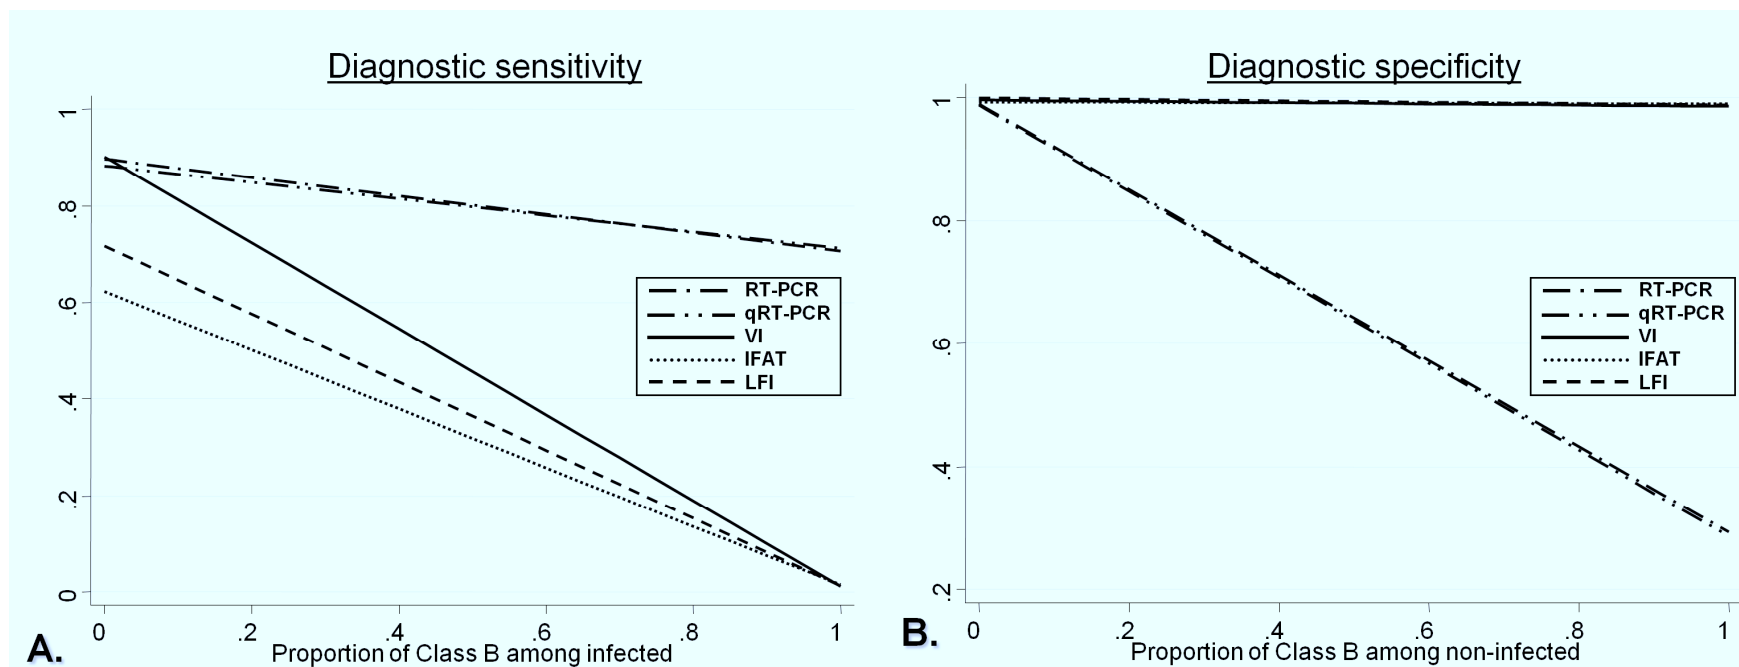 Diagnostic sensitivity
1
.8
.6
.4
.2
0
RT-PCR
qRT-PCR
VI
IFAT
LFI
0 .2 .4 .6 .8 1
Proportion of Class B among infected
A.
Diagnostic specificity
1
.8
.6
.4
.2
RT-PCR
qRT-PCR
VI
IFAT
LFI
0 .2 .4 .6 .8 1
Proportion of Class B among non-infected
B.